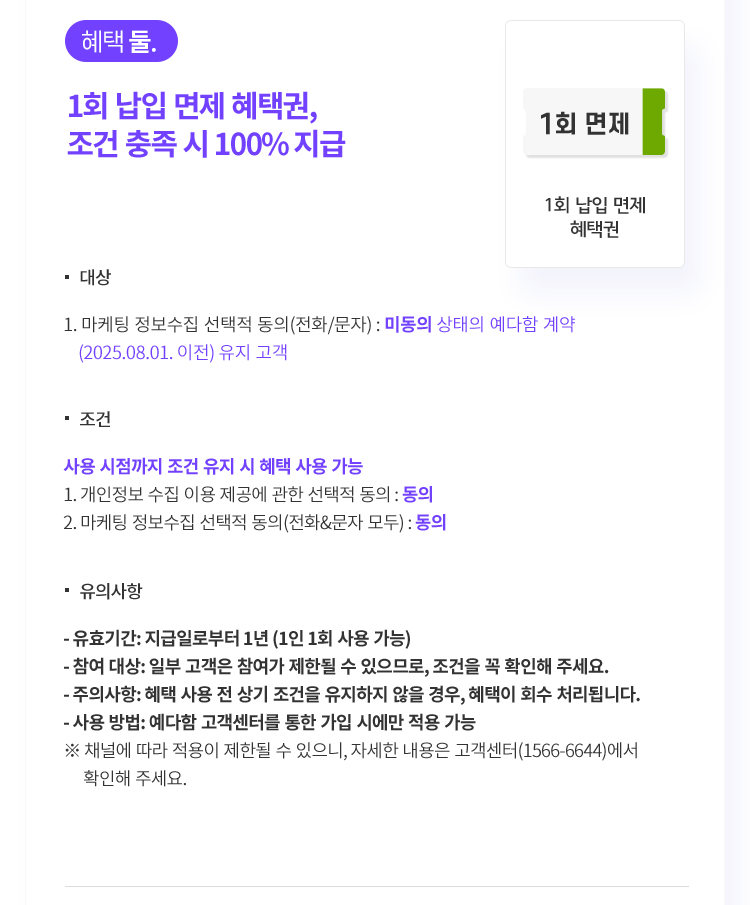 혜택 둘.
1회 납입 면제 혜택권,
조건 충족 시 100% 지급
1회 면제
1회 납입 면제
혜택권
▪ 대상
1. 마케팅 정보수집 선택적 동의(전화/문자) : 미동의 상태의 예다함 계약
(2025.08.01. 이전) 유지 고객
▪ 조건
사용 시점까지 조건 유지 시 혜택 사용 가능
1. 개인정보 수집 이용 제공에 관한 선택적 동의 : 동의
2. 마케팅 정보수집 선택적 동의(전화&문자 모두) : 동의
▪ 유의사항
- 유효기간: 지급일로부터 1년 (1인 1회 사용 가능)
- 참여 대상: 일부 고객은 참여가 제한될 수 있으므로, 조건을 꼭 확인해 주세요.
- 주의사항: 혜택 사용 전 상기 조건을 유지하지 않을 경우, 혜택이 회수 처리됩니다.
- 사용 방법: 예다함 고객센터를 통한 가입 시에만 적용 가능
※ 채널에 따라 적용이 제한될 수 있으니, 자세한 내용은 고객센터(1566-6644)에서
확인해 주세요.